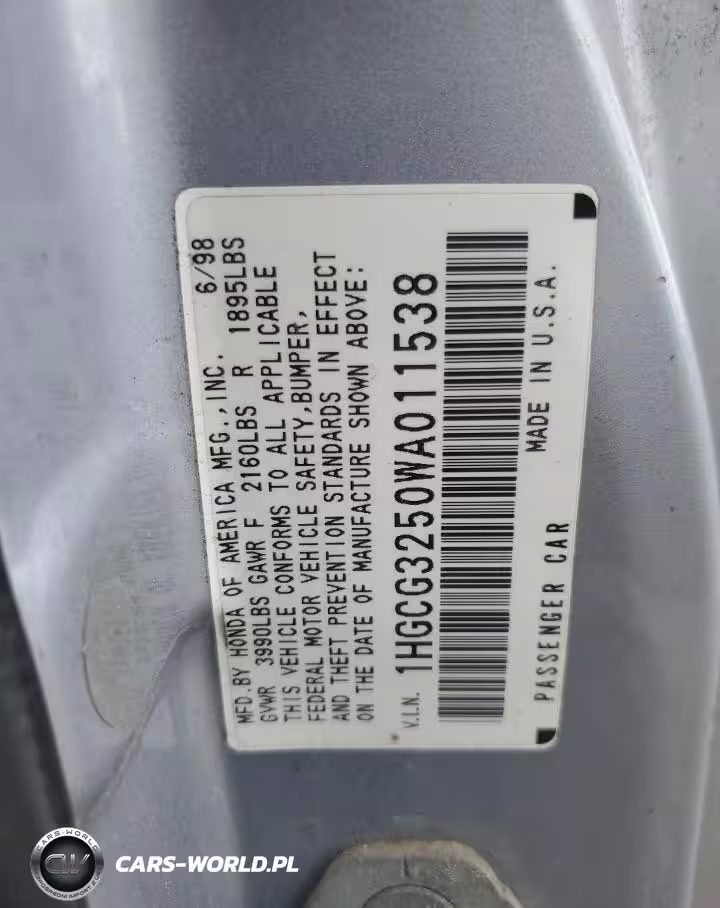 MFD.BY HONDA OF AMERICA MFG.,INC. 6/98
GVWR 3990LBS GAWR F 2160LBS R 1895LBS
THIS VEHICLE CONFORMS TO ALL APPLICABLE
FEDERAL MOTOR VEHICLE SAFETY,BUMPER,
AND THEFT PREVENTION STANDARDS IN EFFECT
ON THE DATE OF MANUFACTURE SHOWN ABOVE:
V.I.N. 1HGCG3250WA011538
PASSENGER CAR MADE IN U.S.A.
CARS-WORLD
CARS-WORLD.PL